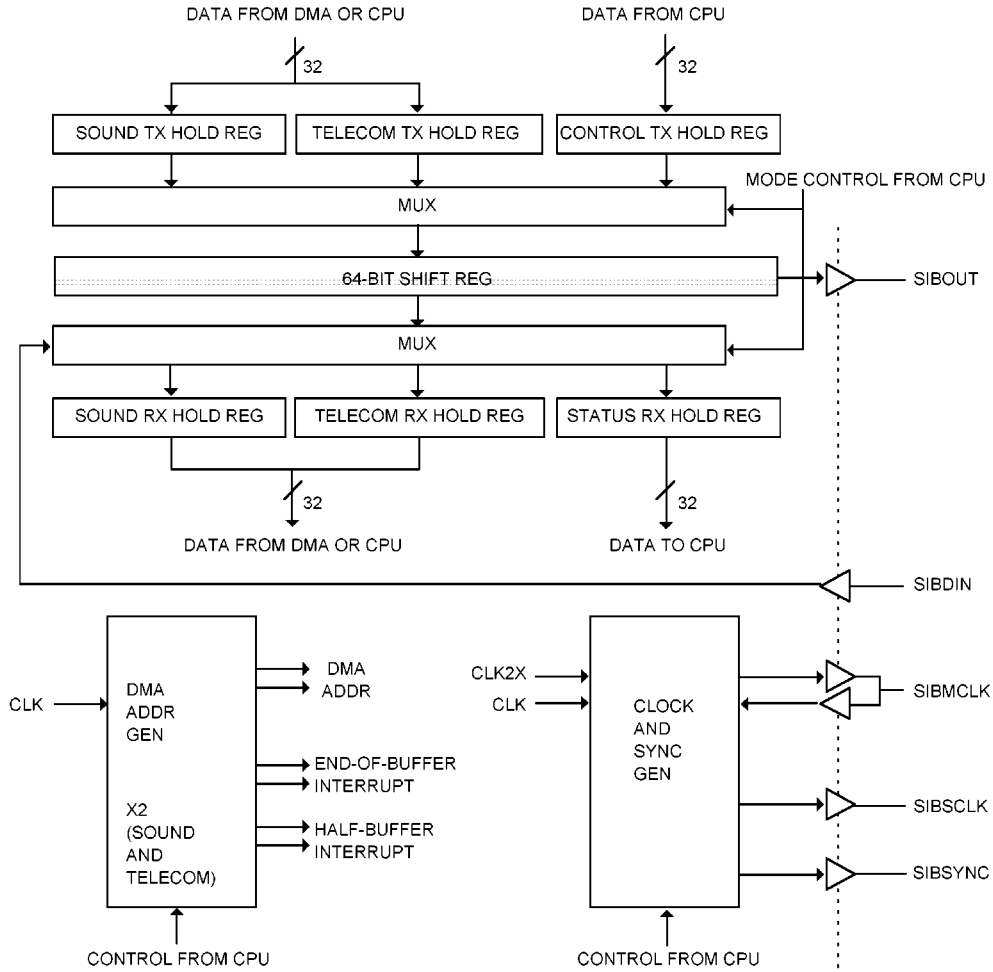 DATA FROM DMA OR CPU
DATA FROM CPU
32
32
SOUND TX HOLD REG
TELECOM TX HOLD REG
CONTROL TX HOLD REG
MODE CONTROL FROM CPU
MUX
64-BIT SHIFT REG
SIBOUT
MUX
SOUND RX HOLD REG
TELECOM RX HOLD REG
STATUS RX HOLD REG
32
32
DATA FROM DMA OR CPU
DATA TO CPU
SIBDIN
CLK
DMA
ADDR
GEN
X2
(SOUND
AND
TELECOM)
DMA
ADDR
END-OF-BUFFER
INTERRUPT
HALF-BUFFER
INTERRUPT
CONTROL FROM CPU
CLK2X
CLK
CLOCK
AND
SYNC
GEN
SIBMCLK
SIBSCLK
SIBSYNC
CONTROL FROM CPU